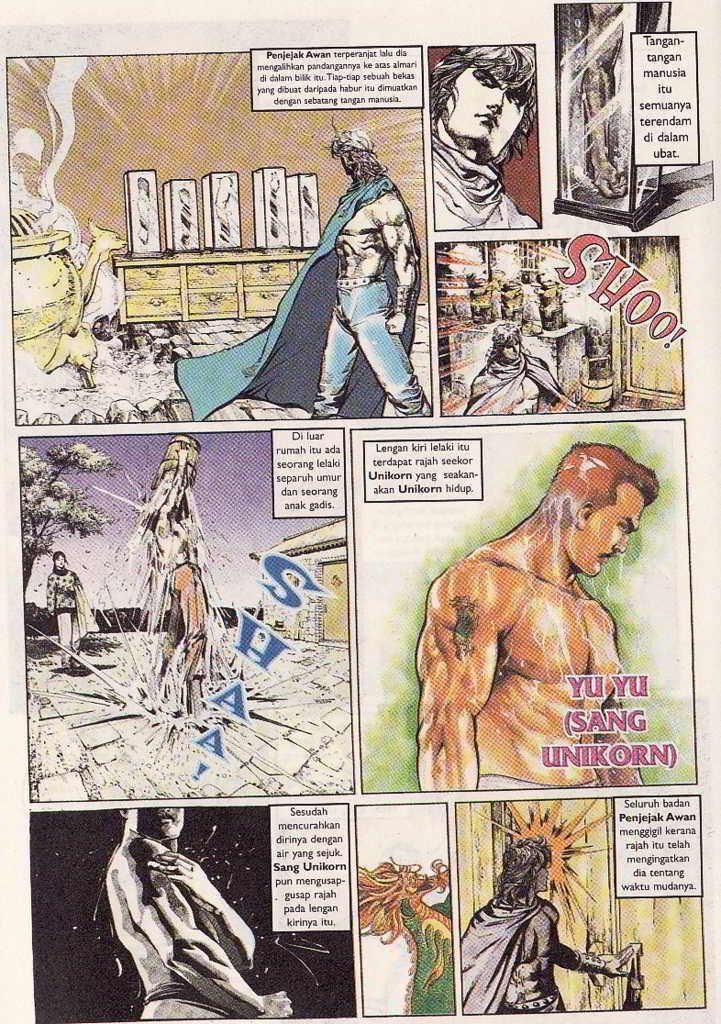 Penjejak Awan terperanjat lalu dia
mengalihkan pandangannya ke atas almari
di dalam bilik itu. Tiap-tiap sebuah bekas
yang dibuat daripada habur itu dimuatkan
dengan sebatang tangan manusia.
Tangan-
tangan
manusia
itu
semuanya
terendam
di dalam
ubat.
SHOO!
Di luar
rumah itu ada
seorang lelaki
separuh umur
dan seorang
anak gadis.
SHAA!
Lengan kiri lelaki itu
terdapat rajah seekor
Unikorn yang seakan-
akan Unikorn hidup.
YU YU
(SANG
UNIKORN)
Sesudah
mencurahkan
dirinya dengan
air yang sejuk.
Sang Unikorn
pun mengusap-
gusap rajah
pada lengan
kirinya itu.
Seluruh badan
Penjejak Awan
menggigil kerana
rajah itu telah
mengingatkan
dia tentang
waktu mudanya.